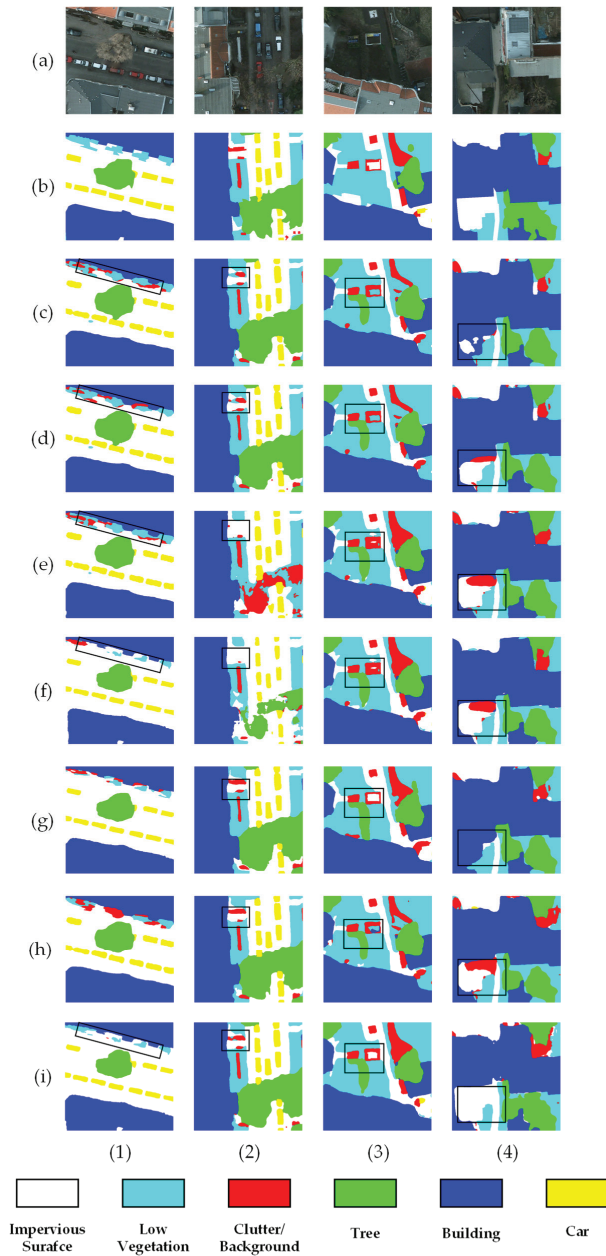 (a)
(b)
(c)
(d)
(e)
(f)
(g)
(h)
(i)
(1) (2) (3) (4)
Impervious Low Clutter/ Tree Building Car
Surafce Vegetation Background